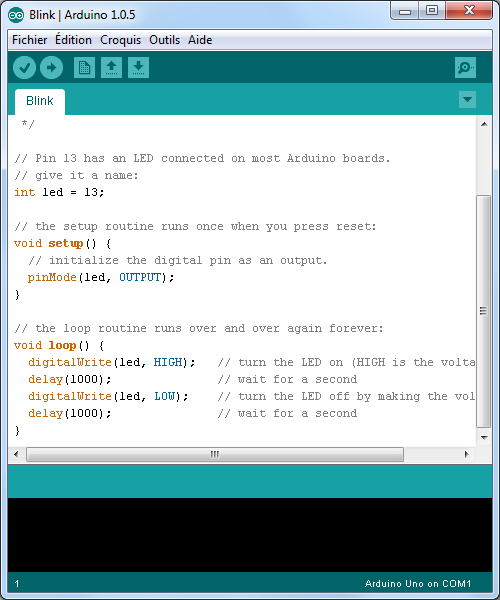 Blink | Arduino 1.0.5
Fichier Édition Croquis Outils Aide
Blink
*/
// Pin 13 has an LED connected on most Arduino boards.
// give it a name:
int led = 13;
// the setup routine runs once when you press reset:
void setup() {
// initialize the digital pin as an output.
pinMode(led, OUTPUT);
}
// the loop routine runs over and over again forever:
void loop() {
digitalWrite(led, HIGH);   // turn the LED on (HIGH is the volta
delay(1000);               // wait for a second
digitalWrite(led, LOW);    // turn the LED off by making the vol
delay(1000);               // wait for a second
}
1
Arduino Uno on COM1